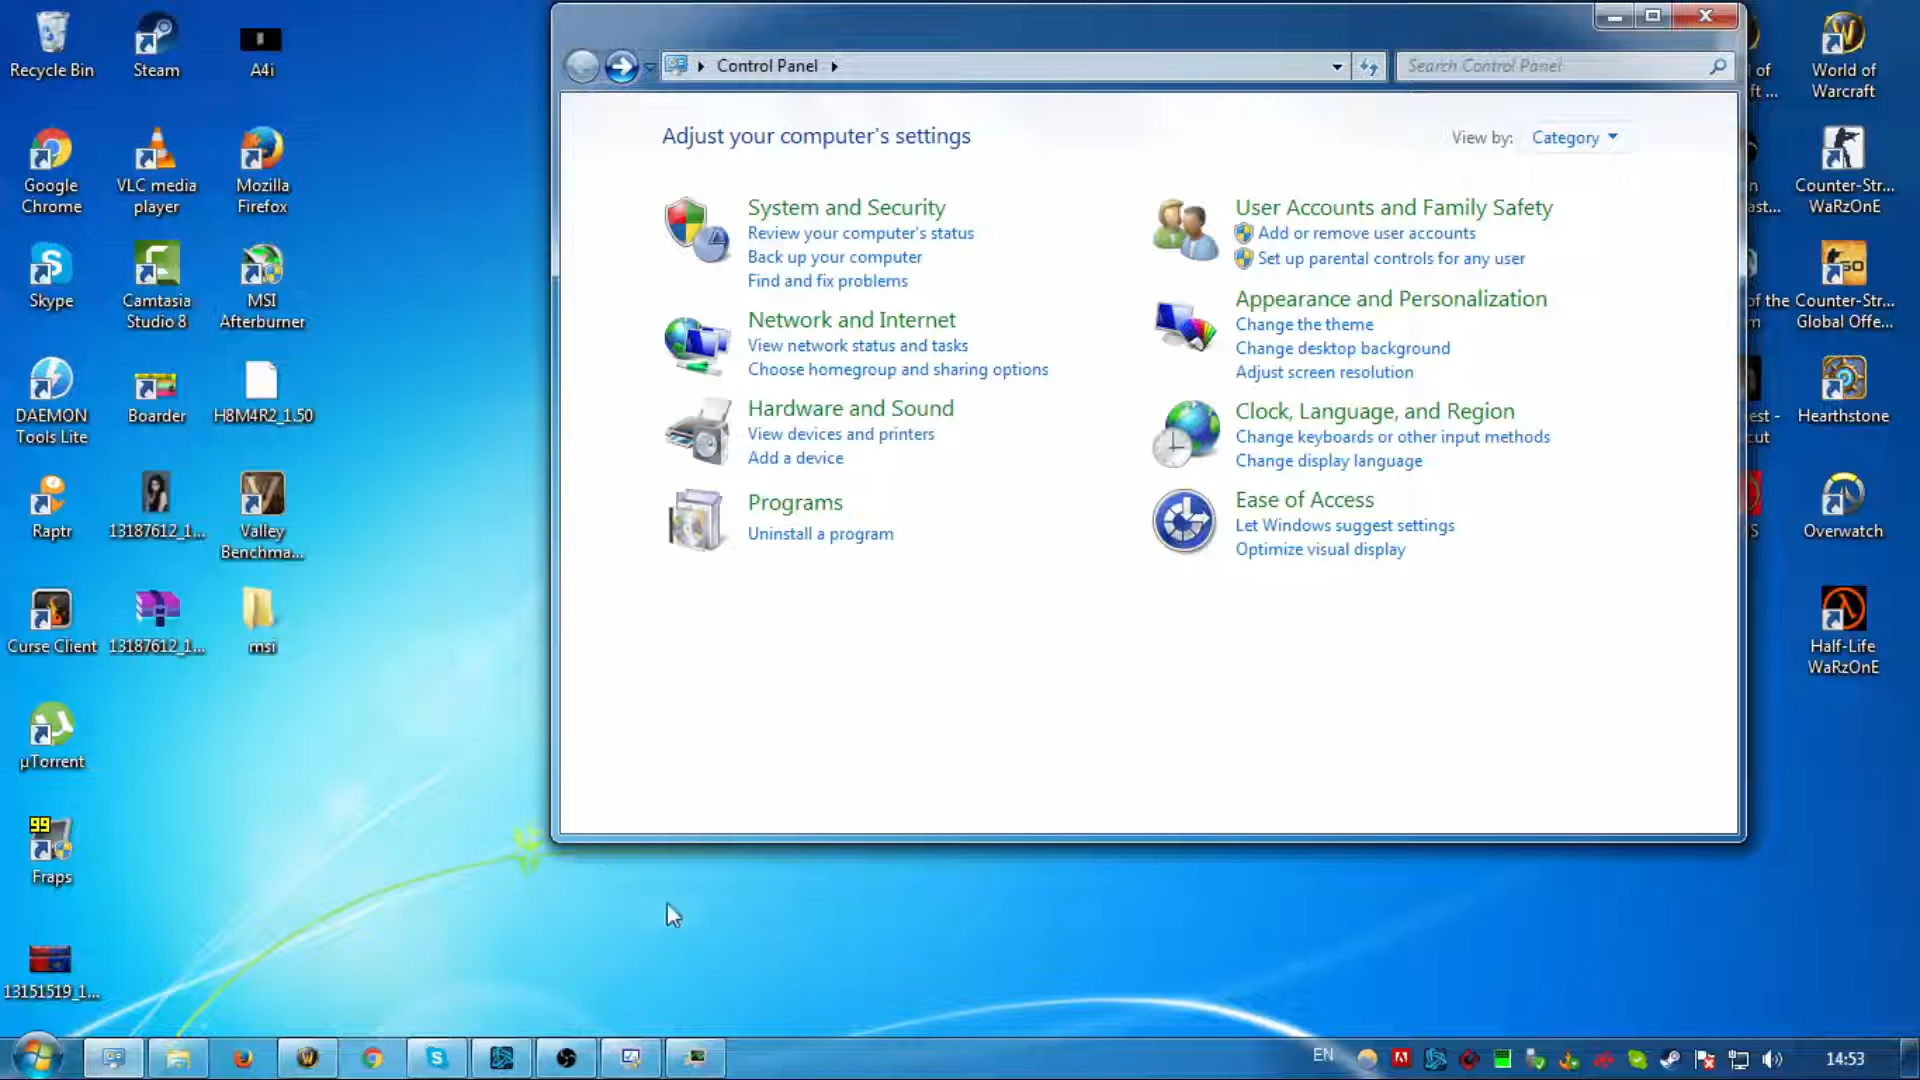 Recycle Bin
Steam
A4i
Google
Chrome
VLC media
player
Mozilla
Firefox
Skype
Camtasia
Studio 8
MSI
Afterburner
DAEMON
Tools Lite
Boarder
H8M4R2_1.50
Raptr
13187612_1...
Valley
Benchma...
Curse Client
13187612_1...
msi
µTorrent
99
Fraps
13151519_1...
Control Panel
Search Control Panel
Adjust your computer's settings
View by: Category
System and Security
Review your computer's status
Back up your computer
Find and fix problems
Network and Internet
View network status and tasks
Choose homegroup and sharing options
Hardware and Sound
View devices and printers
Add a device
Programs
Uninstall a program
User Accounts and Family Safety
Add or remove user accounts
Set up parental controls for any user
Appearance and Personalization
Change the theme
Change desktop background
Adjust screen resolution
Clock, Language, and Region
Change keyboards or other input methods
Change display language
Ease of Access
Let Windows suggest settings
Optimize visual display
of
ft ...
World of
Warcraft
n
ast...
Counter-Str...
WaRzOnE
of the
m
Counter-Str...
Global Offe...
est -
cut
Hearthstone
S
Overwatch
Half-Life
WaRzOnE
EN
14:53